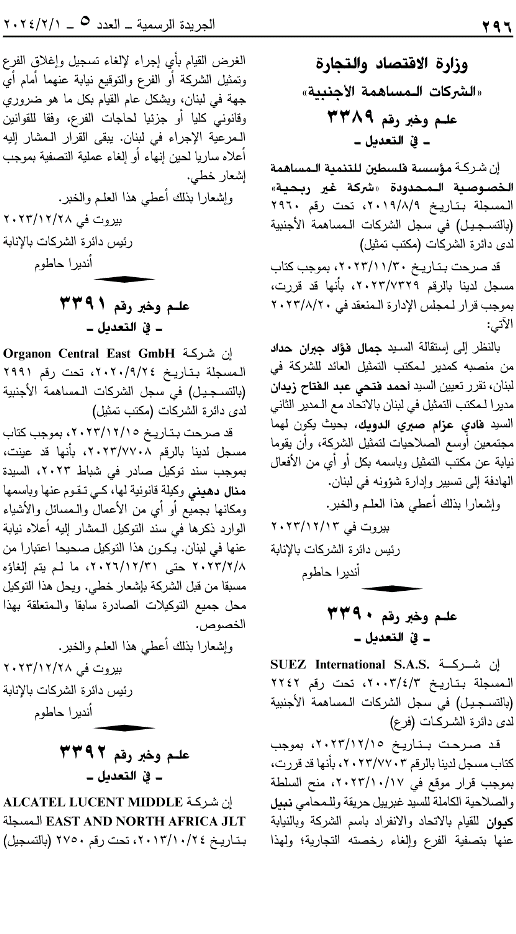 ٢٩٦
الجريدة الرسمية ــ العدد ٥ ــ ٢٠٢٤/٢/١
وزارة الاقتصاد والتجارة
«الشركات المساهمة الأجنبية»
علم وخبر رقم ٣٣٨٩
ـ في التعديل ـ
إن شركة مؤسسة فلسطين للتنمية المساهمة
الخصوصية المحدودة «شركة غير ربحية»
المسجلة بتاريخ ٢٠١٩/٨/٩، تحت رقم ٢٩٦٠
(بالتسجيل) في سجل الشركات المساهمة الأجنبية
لدى دائرة الشركات (مكتب تمثيل)
قد صرحت بتاريخ ٢٠٢٣/١١/٣٠، بموجب كتاب
مسجل لدينا بالرقم ٢٠٢٣/٧٣٢٩، بأنها قد قررت،
بموجب قرار لمجلس الإدارة المنعقد في ٢٠٢٣/٨/٢٠
الآتي:
بالنظر إلى إستقالة السيد جمال فؤاد جبران حداد
من منصبه كمدير لمكتب التمثيل العائد للشركة في
لبنان، نقرر تعيين السيد احمد فتحي عبد الفتاح زيدان
مديرا لمكتب التمثيل في لبنان بالاتحاد مع المدير الثاني
السيد فادي عزام صبري الدويك، بحيث يكون لهما
مجتمعين أوسع الصلاحيات لتمثيل الشركة، وأن يقوما
نيابة عن مكتب التمثيل وباسمه بكل أو أي من الأفعال
الهادفة إلى تسيير وإدارة شؤونه في لبنان.
وإشعارا بذلك أعطي هذا العلم والخبر.
بيروت في ٢٠٢٣/١٢/١٣
رئيس دائرة الشركات بالإنابة
أنديرا حاطوم
علم وخبر رقم ٣٣٩٠
ـ في التعديل ـ
إن شركة SUEZ International S.A.S.
المسجلة بتاريخ ٢٠٠٣/٤/٣، تحت رقم ٢٢٤٢
(بالتسجيل) في سجل الشركات المساهمة الأجنبية
لدى دائرة الشركات (فرع)
قد صرحت بتاريخ ٢٠٢٣/١٢/١٥، بموجب
كتاب مسجل لدينا بالرقم ٢٠٢٣/٧٧٠٣، بأنها قد قررت،
بموجب قرار موقع في ٢٠٢٣/١٠/١٧، منح السلطة
والصلاحية الكاملة للسيد غبرييل حريقة وللمحامي نبيل
كيوان للقيام بالاتحاد والانفراد باسم الشركة وبالنيابة
عنها بتصفية الفرع وإلغاء رخصته التجارية؛ ولهذا
الغرض القيام بأي إجراء لإلغاء تسجيل وإغلاق الفرع
وتمثيل الشركة أو الفرع والتوقيع نيابة عنهما أمام أي
جهة في لبنان، وبشكل عام القيام بكل ما هو ضروري
وقانوني كليا أو جزئيا لحاجات الفرع، وفقا للقوانين
المرعية الإجراء في لبنان. يبقى القرار المشار إليه
أعلاه ساريا لحين إنهاء أو إلغاء عملية التصفية بموجب
إشعار خطي.
وإشعارا بذلك أعطي هذا العلم والخبر.
بيروت في ٢٠٢٣/١٢/٢٨
رئيس دائرة الشركات بالإنابة
أنديرا حاطوم
علم وخبر رقم ٣٣٩١
ـ في التعديل ـ
إن شركة Organon Central East GmbH
المسجلة بتاريخ ٢٠٢٠/٩/٢٤، تحت رقم ٢٩٩١
(بالتسجيل) في سجل الشركات المساهمة الأجنبية
لدى دائرة الشركات (مكتب تمثيل)
قد صرحت بتاريخ ٢٠٢٣/١٢/١٥، بموجب كتاب
مسجل لدينا بالرقم ٢٠٢٣/٧٧٠٨، بأنها قد عينت،
بموجب سند توكيل صادر في شباط ٢٠٢٣، السيدة
منال دهيني وكيلة قانونية لها، كي تقوم عنها وباسمها
ومكانها بجميع أو أي من الأعمال والمسائل والأشياء
الوارد ذكرها في سند التوكيل المشار إليه أعلاه نيابة
عنها في لبنان. يكون هذا التوكيل صحيحا اعتبارا من
٢٠٢٣/٢/٨ حتى ٢٠٢٦/١٢/٣١، ما لم يتم إلغاؤه
مسبقا من قبل الشركة بإشعار خطي. ويحل هذا التوكيل
محل جميع التوكيلات الصادرة سابقا والمتعلقة بهذا
الخصوص.
وإشعارا بذلك أعطي هذا العلم والخبر.
بيروت في ٢٠٢٣/١٢/٢٨
رئيس دائرة الشركات بالإنابة
أنديرا حاطوم
علم وخبر رقم ٣٣٩٢
ـ في التعديل ـ
إن شركة ALCATEL LUCENT MIDDLE
EAST AND NORTH AFRICA JLT المسجلة
بتاريخ ٢٠١٣/١٠/٢٤، تحت رقم ٢٧٥٠ (بالتسجيل)